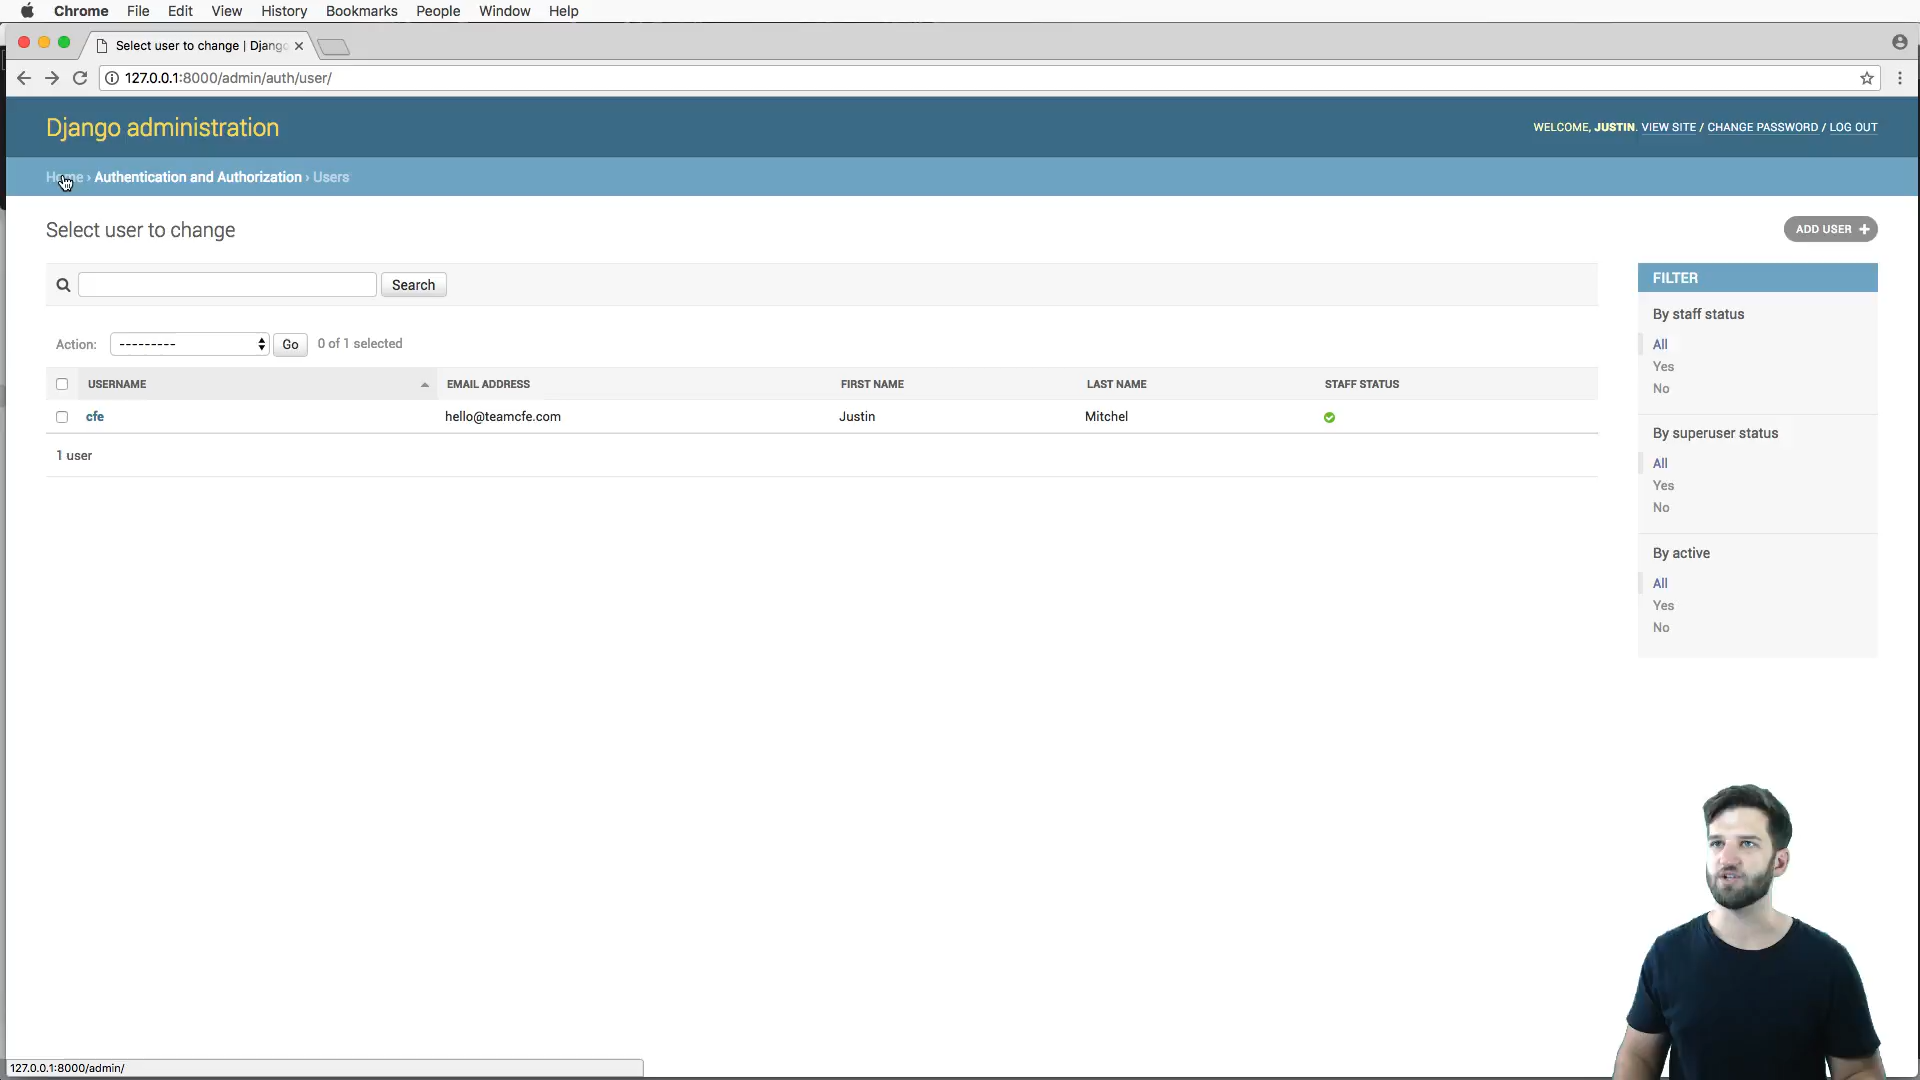 Chrome File Edit View History Bookmarks People Window Help
Select user to change | Djang
127.0.0.1:8000/admin/auth/user/
Django administration
WELCOME, JUSTIN. VIEW SITE / CHANGE PASSWORD / LOG OUT
Home › Authentication and Authorization › Users
Select user to change
ADD USER +
Search
FILTER
By staff status
All
Yes
No
By superuser status
All
Yes
No
By active
All
Yes
No
Action: --------- Go 0 of 1 selected
USERNAME EMAIL ADDRESS FIRST NAME LAST NAME STAFF STATUS
cfe hello@teamcfe.com Justin Mitchel
1 user
127.0.0.1:8000/admin/